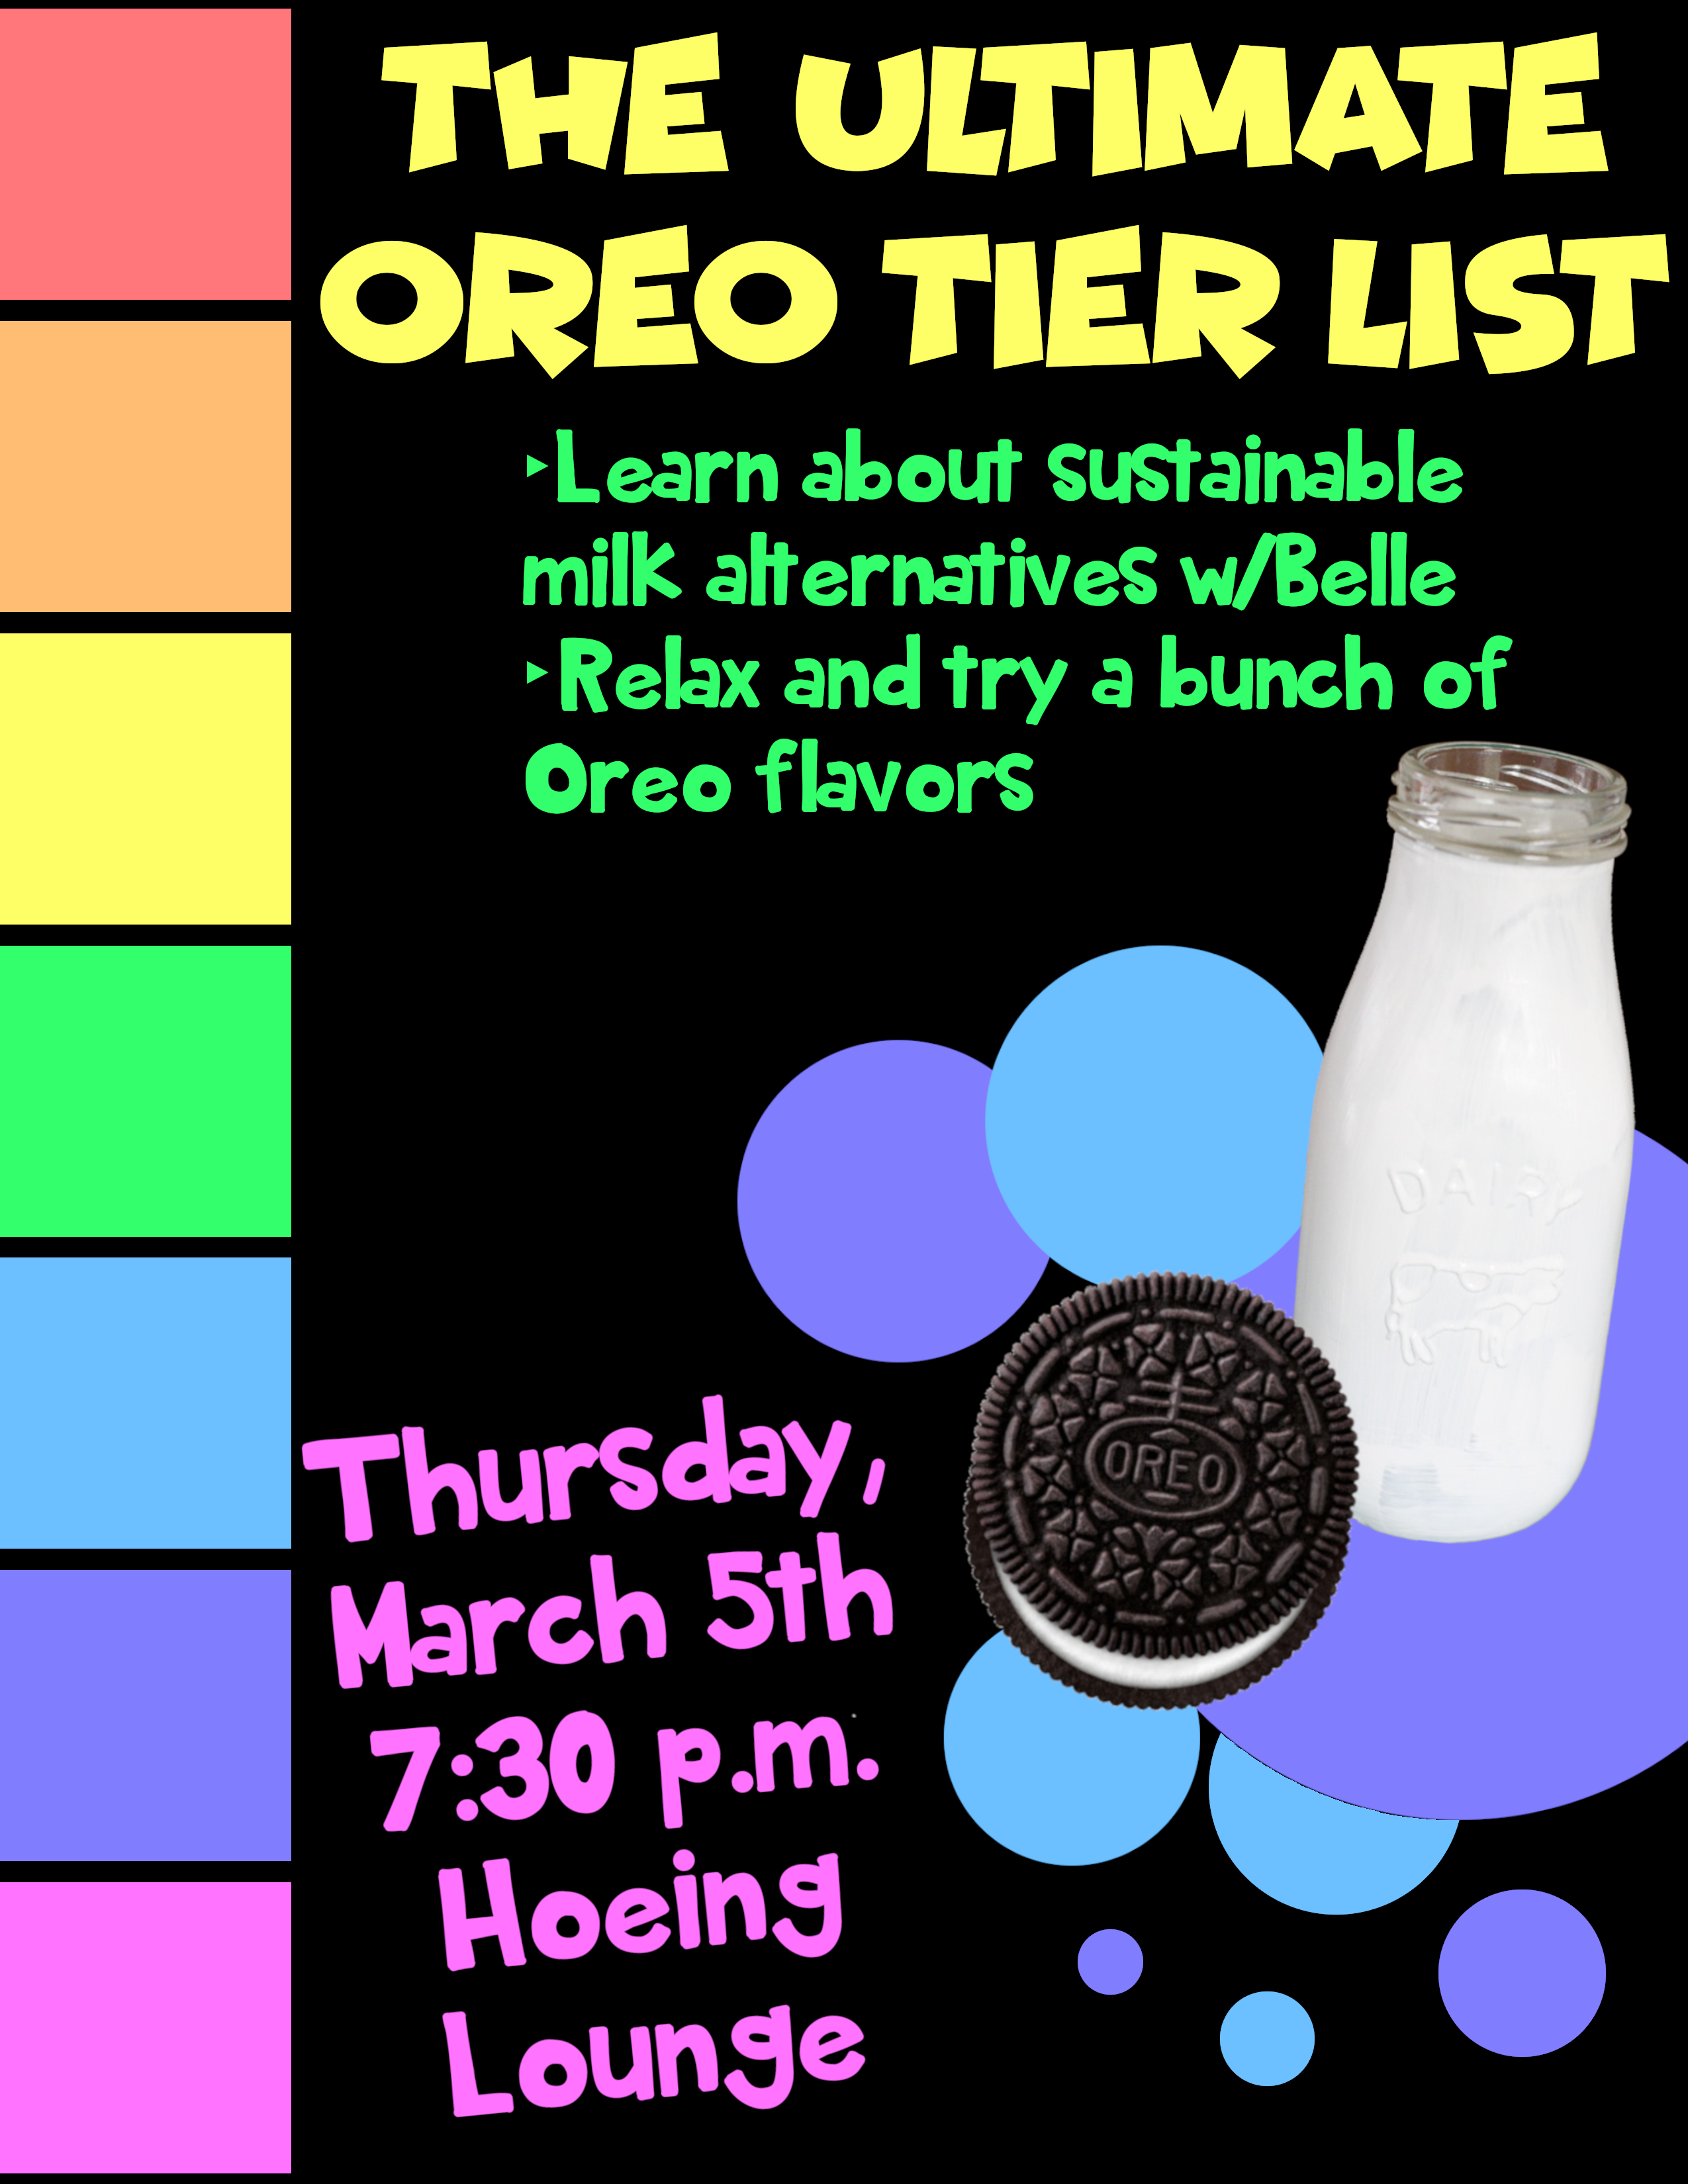 THE ULTIMATE
OREO TIER LIST
‣Learn about sustainable
milk alternatives w/Belle
‣Relax and try a bunch of
Oreo flavors
DAIRY
OREO
Thursday,
March 5th
7:30 p.m.
Hoeing
Lounge